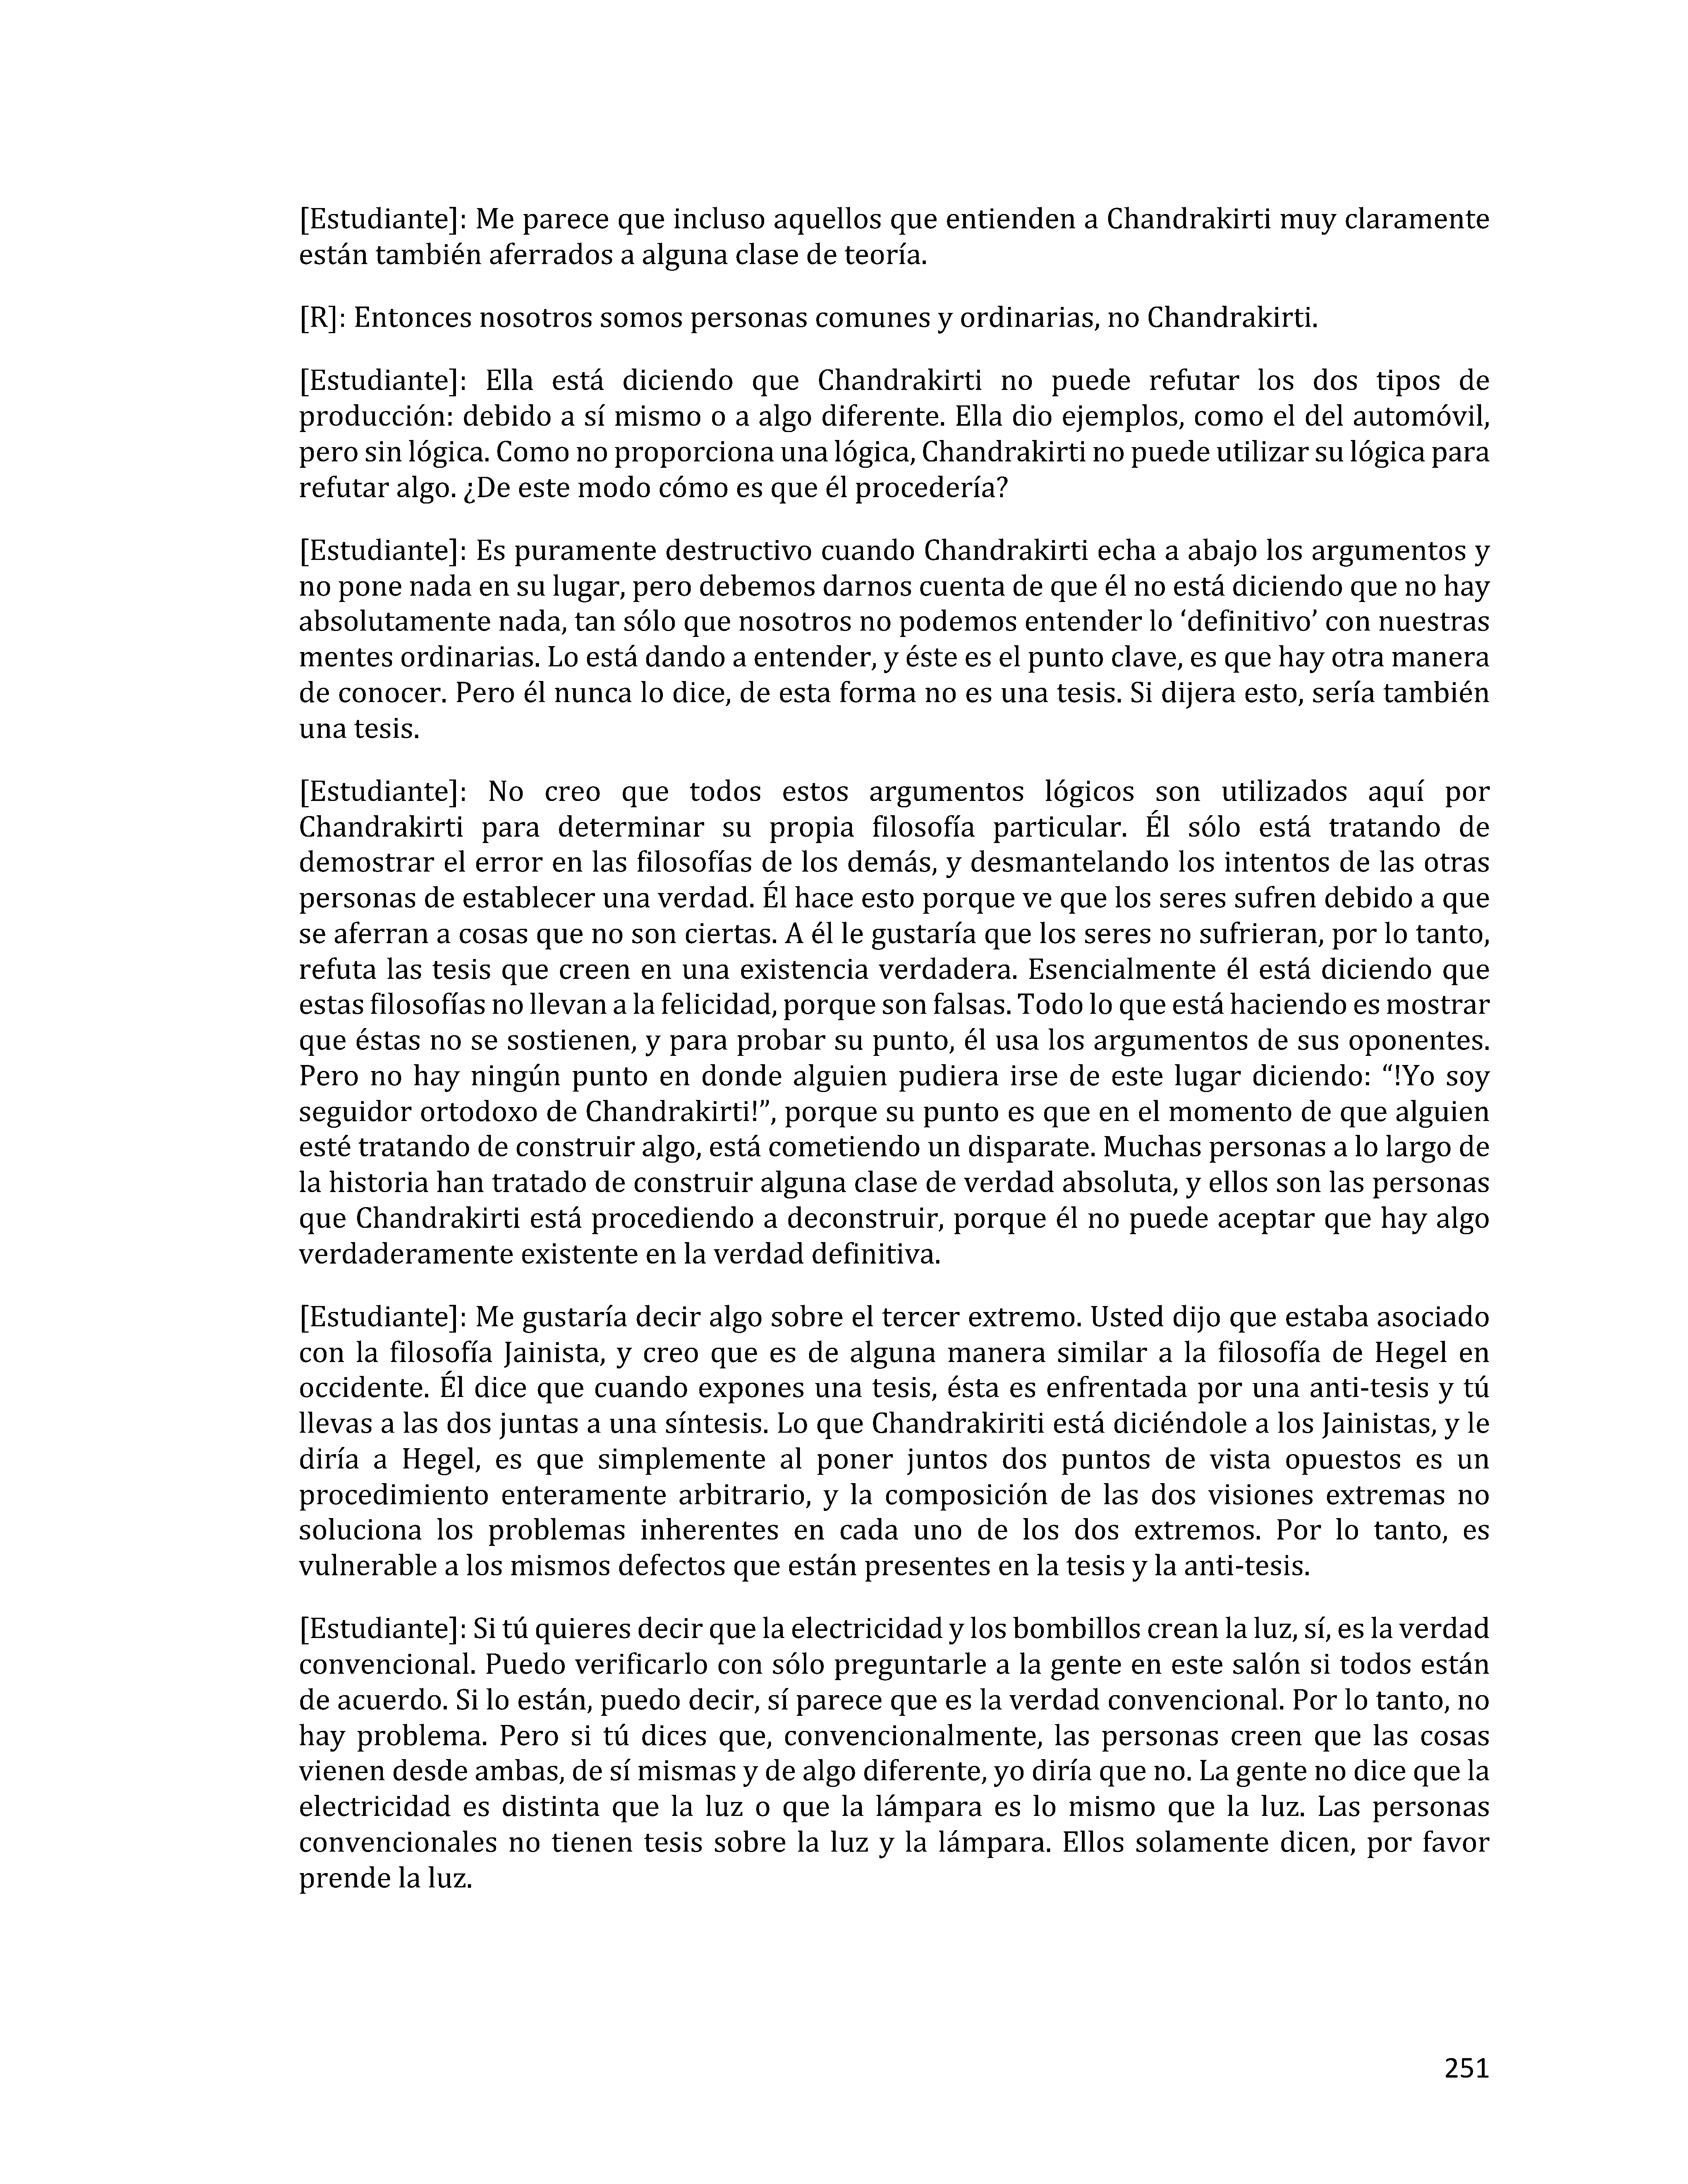 [Estudiante]: Me parece que incluso aquellos que entienden a Chandrakirti muy claramente
están también aferrados a alguna clase de teoría.
[R]: Entonces nosotros somos personas comunes y ordinarias, no Chandrakirti.
[Estudiante]: Ella está diciendo que Chandrakirti no puede refutar los dos tipos de
producción: debido a sí mismo o a algo diferente. Ella dio ejemplos, como el del automóvil,
pero sin lógica. Como no proporciona una lógica, Chandrakirti no puede utilizar su lógica para
refutar algo. ¿De este modo cómo es que él procedería?
[Estudiante]: Es puramente destructivo cuando Chandrakirti echa a abajo los argumentos y
no pone nada en su lugar, pero debemos darnos cuenta de que él no está diciendo que no hay
absolutamente nada, tan sólo que nosotros no podemos entender lo ‘definitivo’ con nuestras
mentes ordinarias. Lo está dando a entender, y éste es el punto clave, es que hay otra manera
de conocer. Pero él nunca lo dice, de esta forma no es una tesis. Si dijera esto, sería también
una tesis.
[Estudiante]: No creo que todos estos argumentos lógicos son utilizados aquí por
Chandrakirti para determinar su propia filosofía particular. Él sólo está tratando de
demostrar el error en las filosofías de los demás, y desmantelando los intentos de las otras
personas de establecer una verdad. Él hace esto porque ve que los seres sufren debido a que
se aferran a cosas que no son ciertas. A él le gustaría que los seres no sufrieran, por lo tanto,
refuta las tesis que creen en una existencia verdadera. Esencialmente él está diciendo que
estas filosofías no llevan a la felicidad, porque son falsas. Todo lo que está haciendo es mostrar
que éstas no se sostienen, y para probar su punto, él usa los argumentos de sus oponentes.
Pero no hay ningún punto en donde alguien pudiera irse de este lugar diciendo: “!Yo soy
seguidor ortodoxo de Chandrakirti!”, porque su punto es que en el momento de que alguien
esté tratando de construir algo, está cometiendo un disparate. Muchas personas a lo largo de
la historia han tratado de construir alguna clase de verdad absoluta, y ellos son las personas
que Chandrakirti está procediendo a deconstruir, porque él no puede aceptar que hay algo
verdaderamente existente en la verdad definitiva.
[Estudiante]: Me gustaría decir algo sobre el tercer extremo. Usted dijo que estaba asociado
con la filosofía Jainista, y creo que es de alguna manera similar a la filosofía de Hegel en
occidente. Él dice que cuando expones una tesis, ésta es enfrentada por una anti-tesis y tú
llevas a las dos juntas a una síntesis. Lo que Chandrakiriti está diciéndole a los Jainistas, y le
diría a Hegel, es que simplemente al poner juntos dos puntos de vista opuestos es un
procedimiento enteramente arbitrario, y la composición de las dos visiones extremas no
soluciona los problemas inherentes en cada uno de los dos extremos. Por lo tanto, es
vulnerable a los mismos defectos que están presentes en la tesis y la anti-tesis.
[Estudiante]: Si tú quieres decir que la electricidad y los bombillos crean la luz, sí, es la verdad
convencional. Puedo verificarlo con sólo preguntarle a la gente en este salón si todos están
de acuerdo. Si lo están, puedo decir, sí parece que es la verdad convencional. Por lo tanto, no
hay problema. Pero si tú dices que, convencionalmente, las personas creen que las cosas
vienen desde ambas, de sí mismas y de algo diferente, yo diría que no. La gente no dice que la
electricidad es distinta que la luz o que la lámpara es lo mismo que la luz. Las personas
convencionales no tienen tesis sobre la luz y la lámpara. Ellos solamente dicen, por favor
prende la luz.
251